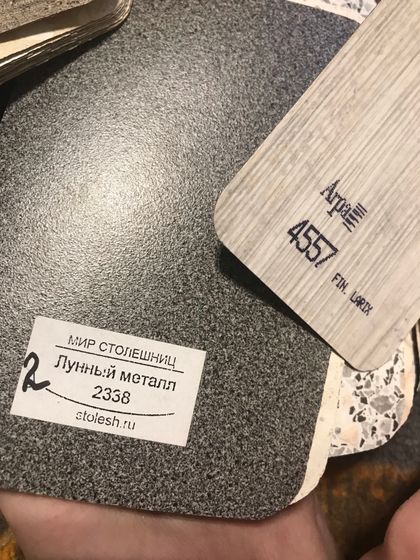 Arpa
4557
FIN. LARIX
МИР СТОЛЕШНИЦ
2 Лунный металл
2338
stolesh.ru